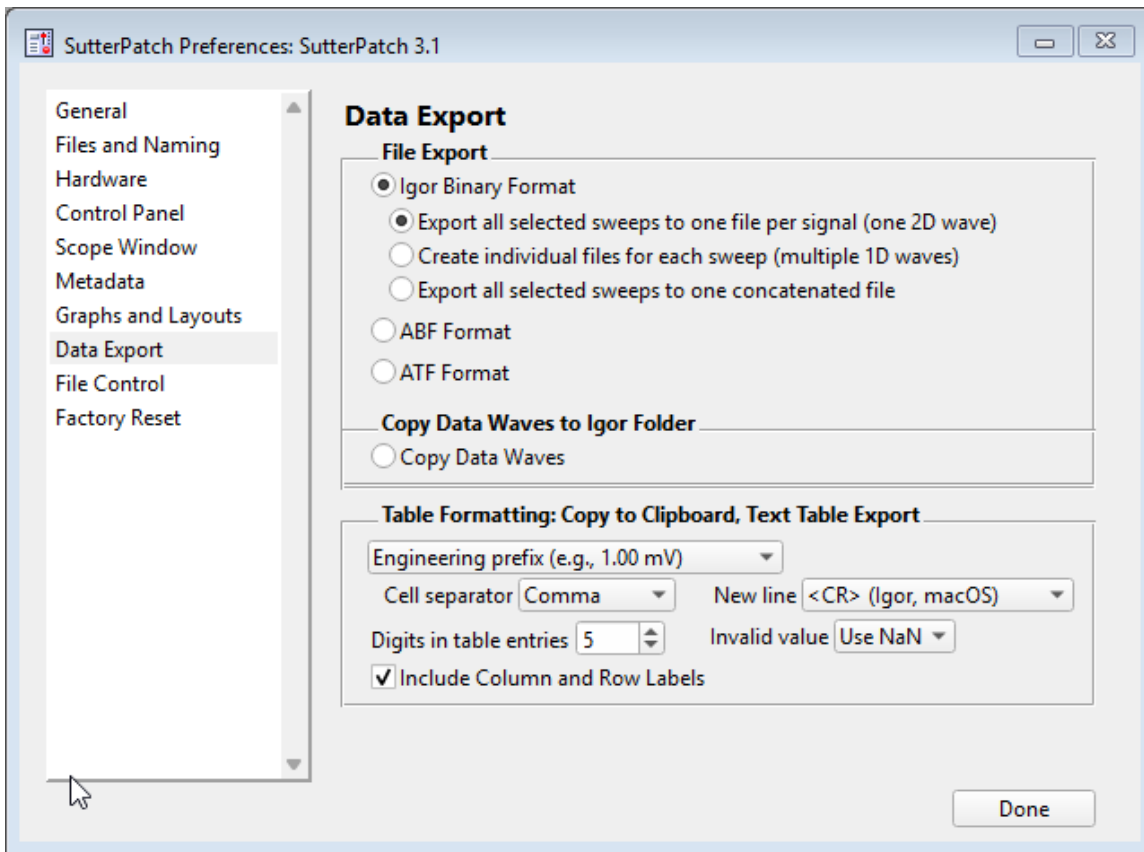 SutterPatch Preferences: SutterPatch 3.1
General
Files and Naming
Hardware
Control Panel
Scope Window
Metadata
Graphs and Layouts
Data Export
File Control
Factory Reset
Data Export
File Export
Igor Binary Format
Export all selected sweeps to one file per signal (one 2D wave)
Create individual files for each sweep (multiple 1D waves)
Export all selected sweeps to one concatenated file
ABF Format
ATF Format
Copy Data Waves to Igor Folder
Copy Data Waves
Table Formatting: Copy to Clipboard, Text Table Export
Engineering prefix (e.g., 1.00 mV)
Cell separator Comma New line <CR> (Igor, macOS)
Digits in table entries 5 Invalid value Use NaN
Include Column and Row Labels
Done